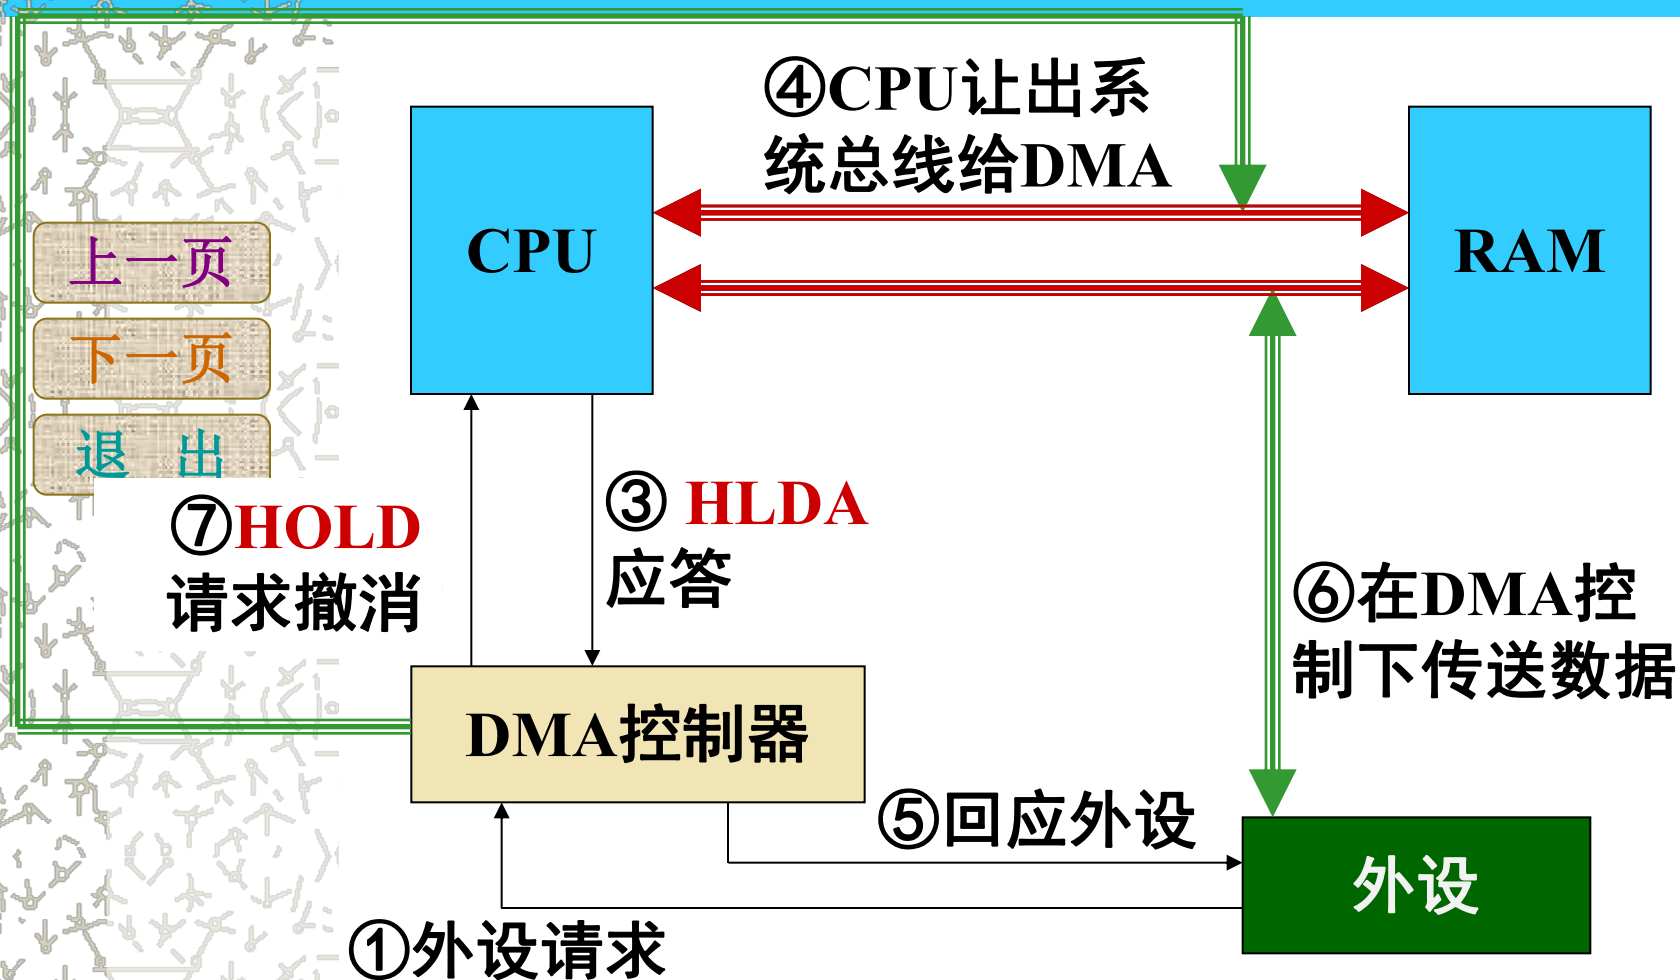 ④CPU让出系
统总线给DMA
CPU
RAM
上一页
下一页
退 出
③ HLDA
应答
⑦HOLD
请求撤消
⑥在DMA控
制下传送数据
DMA控制器
⑤回应外设
外设
①外设请求